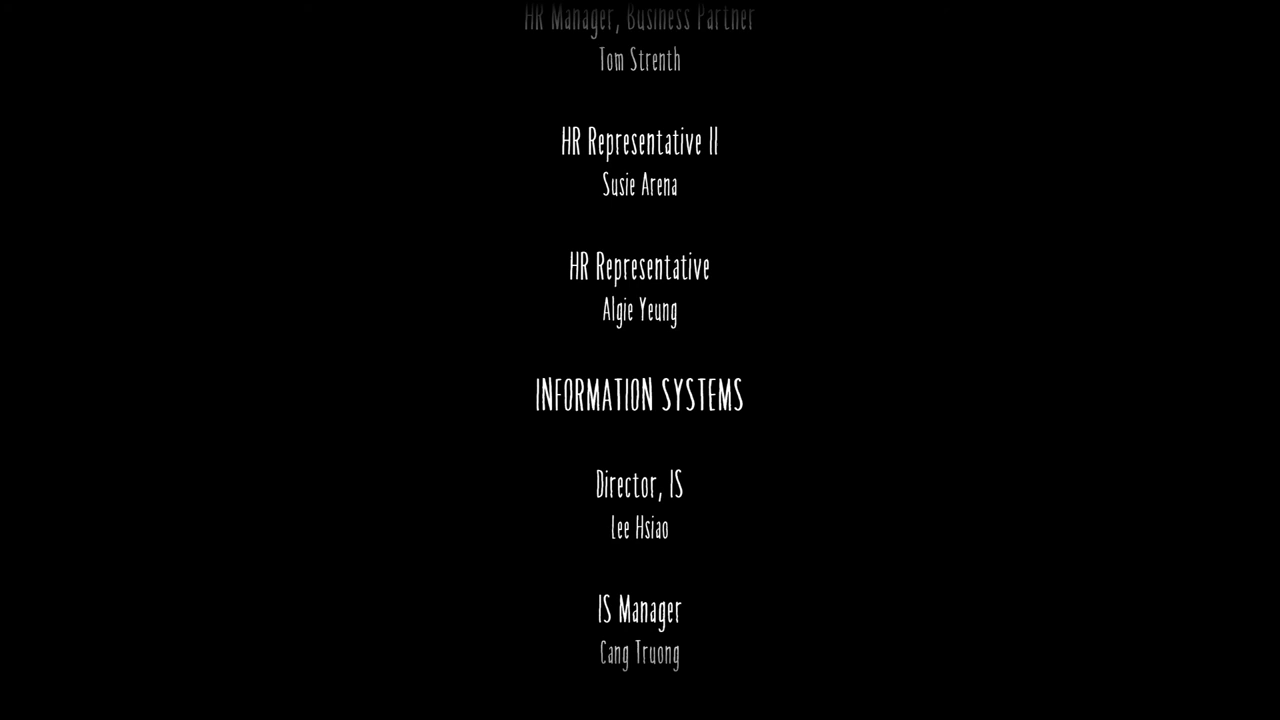 HR Manager, Business Partner
Tom Strenth
HR Representative II
Susie Arena
HR Representative
Algie Yeung
INFORMATION SYSTEMS
Director, IS
Lee Hsiao
IS Manager
Cang Truong